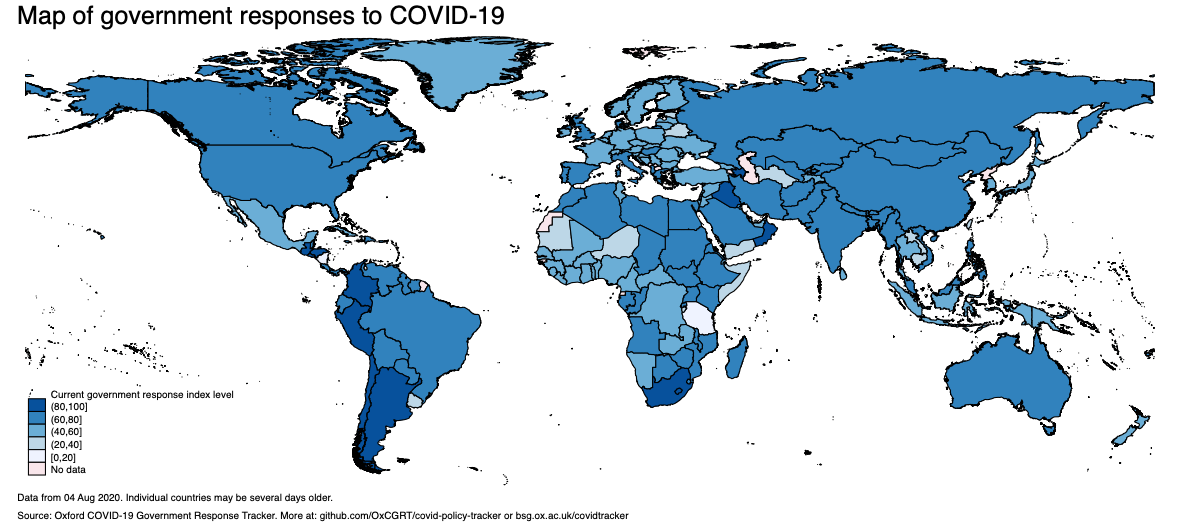 Map of government responses to COVID-19
Current government response index level
(80,100]
(60,80]
(40,60]
(20,40]
[0,20]
No data
Data from 04 Aug 2020. Individual countries may be several days older.
Source: Oxford COVID-19 Government Response Tracker. More at: github.com/OxCGRT/covid-policy-tracker or bsg.ox.ac.uk/covidtracker